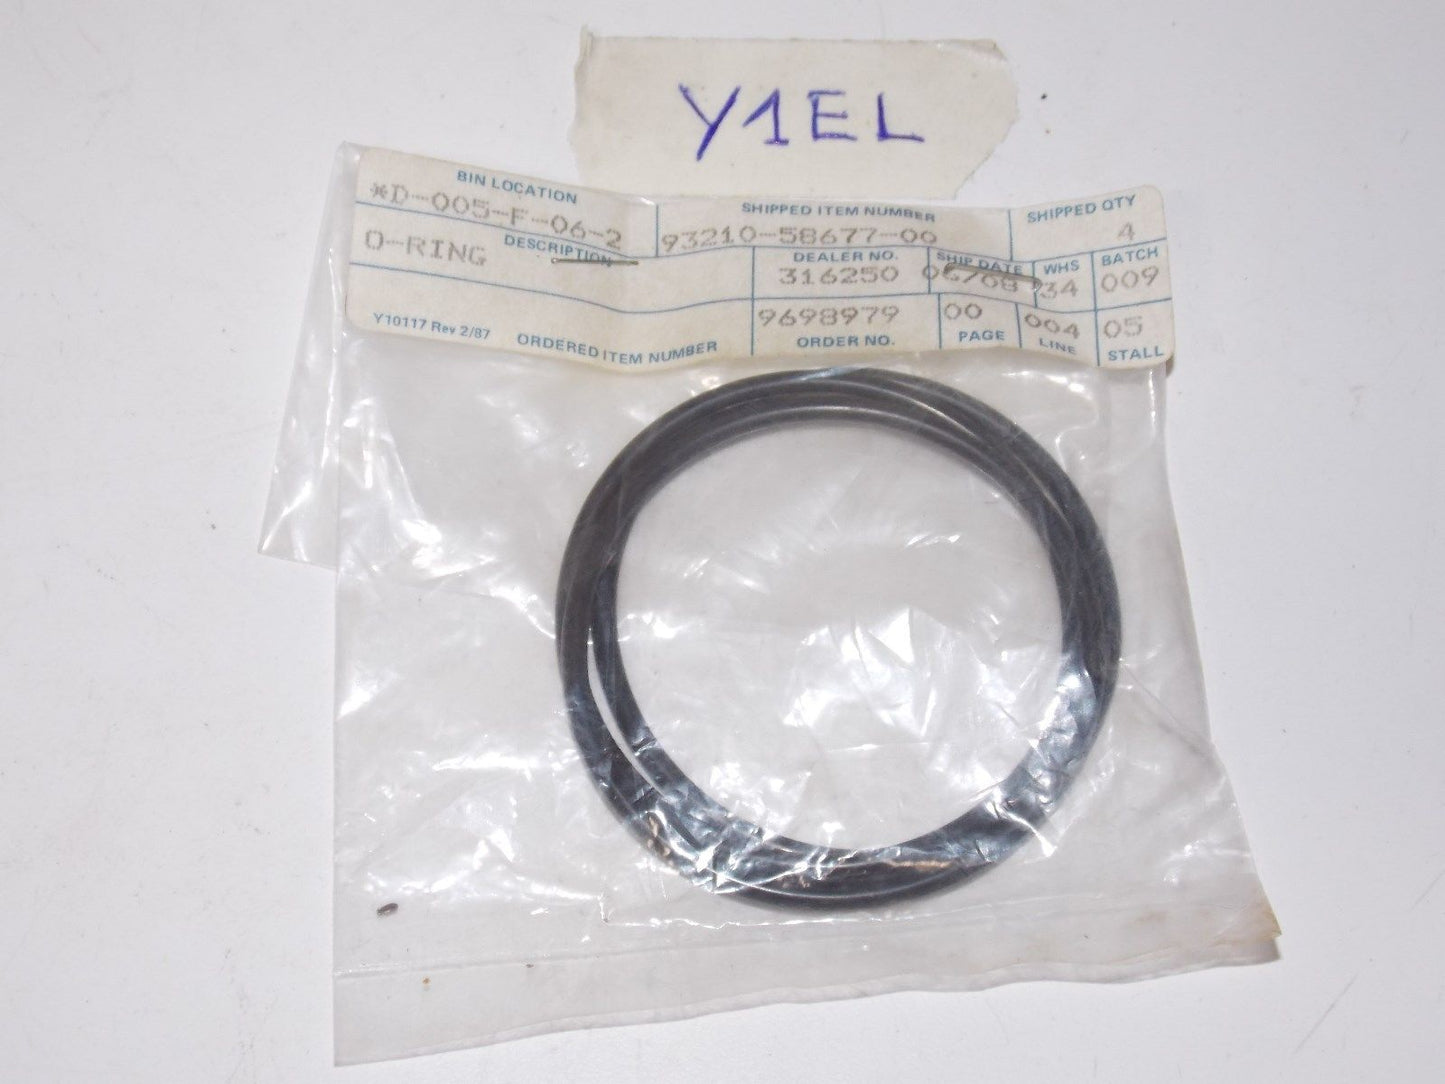 Y1EL
BIN LOCATION SHIPPED ITEM NUMBER SHIPPED QTY
*D-005-F-06-2 93210-58677-00 4
O-RING DESCRIPTION DEALER NO. SHIP DATE WHS BATCH
316250 06/08 34 009
9698979 00 004 05
Y10117 Rev 2/87 ORDERED ITEM NUMBER ORDER NO. PAGE LINE STALL